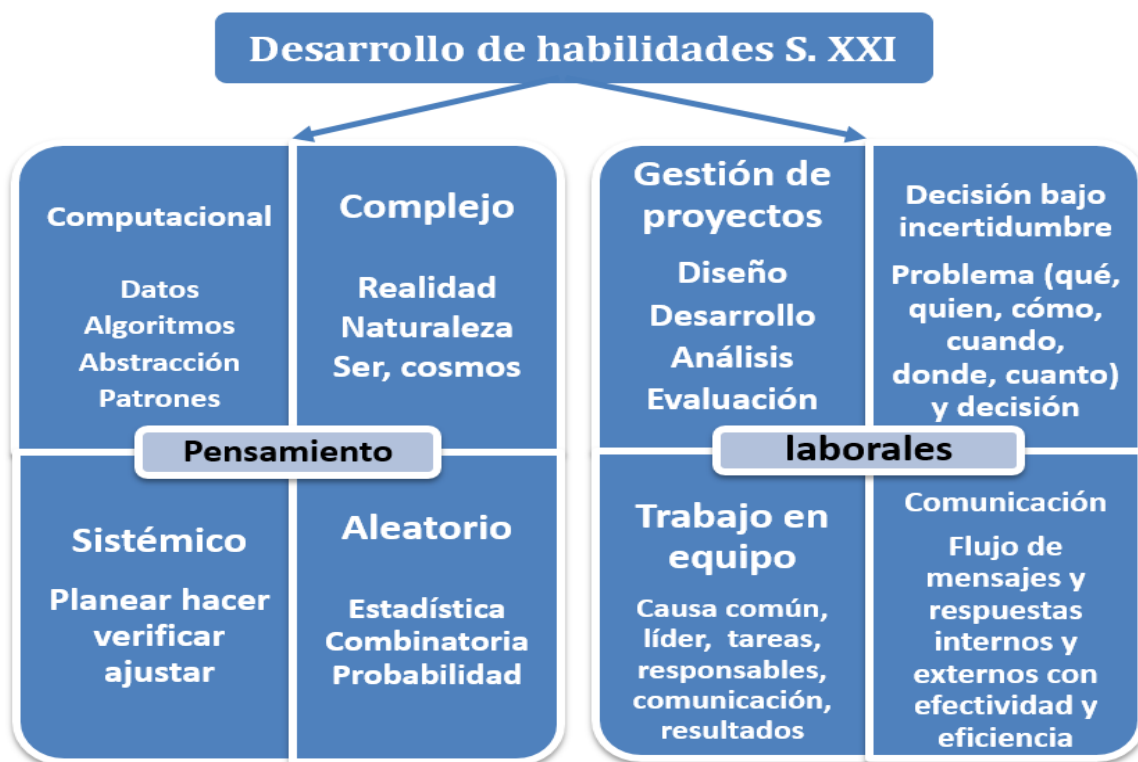 Desarrollo de habilidades S. XXI
Computacional
Datos
Algoritmos
Abstracción
Patrones
Complejo
Realidad
Naturaleza
Ser, cosmos
Pensamiento
Sistémico
Planear hacer
verificar
ajustar
Aleatorio
Estadística
Combinatoria
Probabilidad
Gestión de
proyectos
Diseño
Desarrollo
Análisis
Evaluación
Decisión bajo
incertidumbre
Problema (qué,
quien, cómo,
cuando,
donde, cuanto)
y decisión
laborales
Trabajo en
equipo
Causa común,
líder, tareas,
responsables,
comunicación,
resultados
Comunicación
Flujo de
mensajes y
respuestas
internos y
externos con
efectividad y
eficiencia